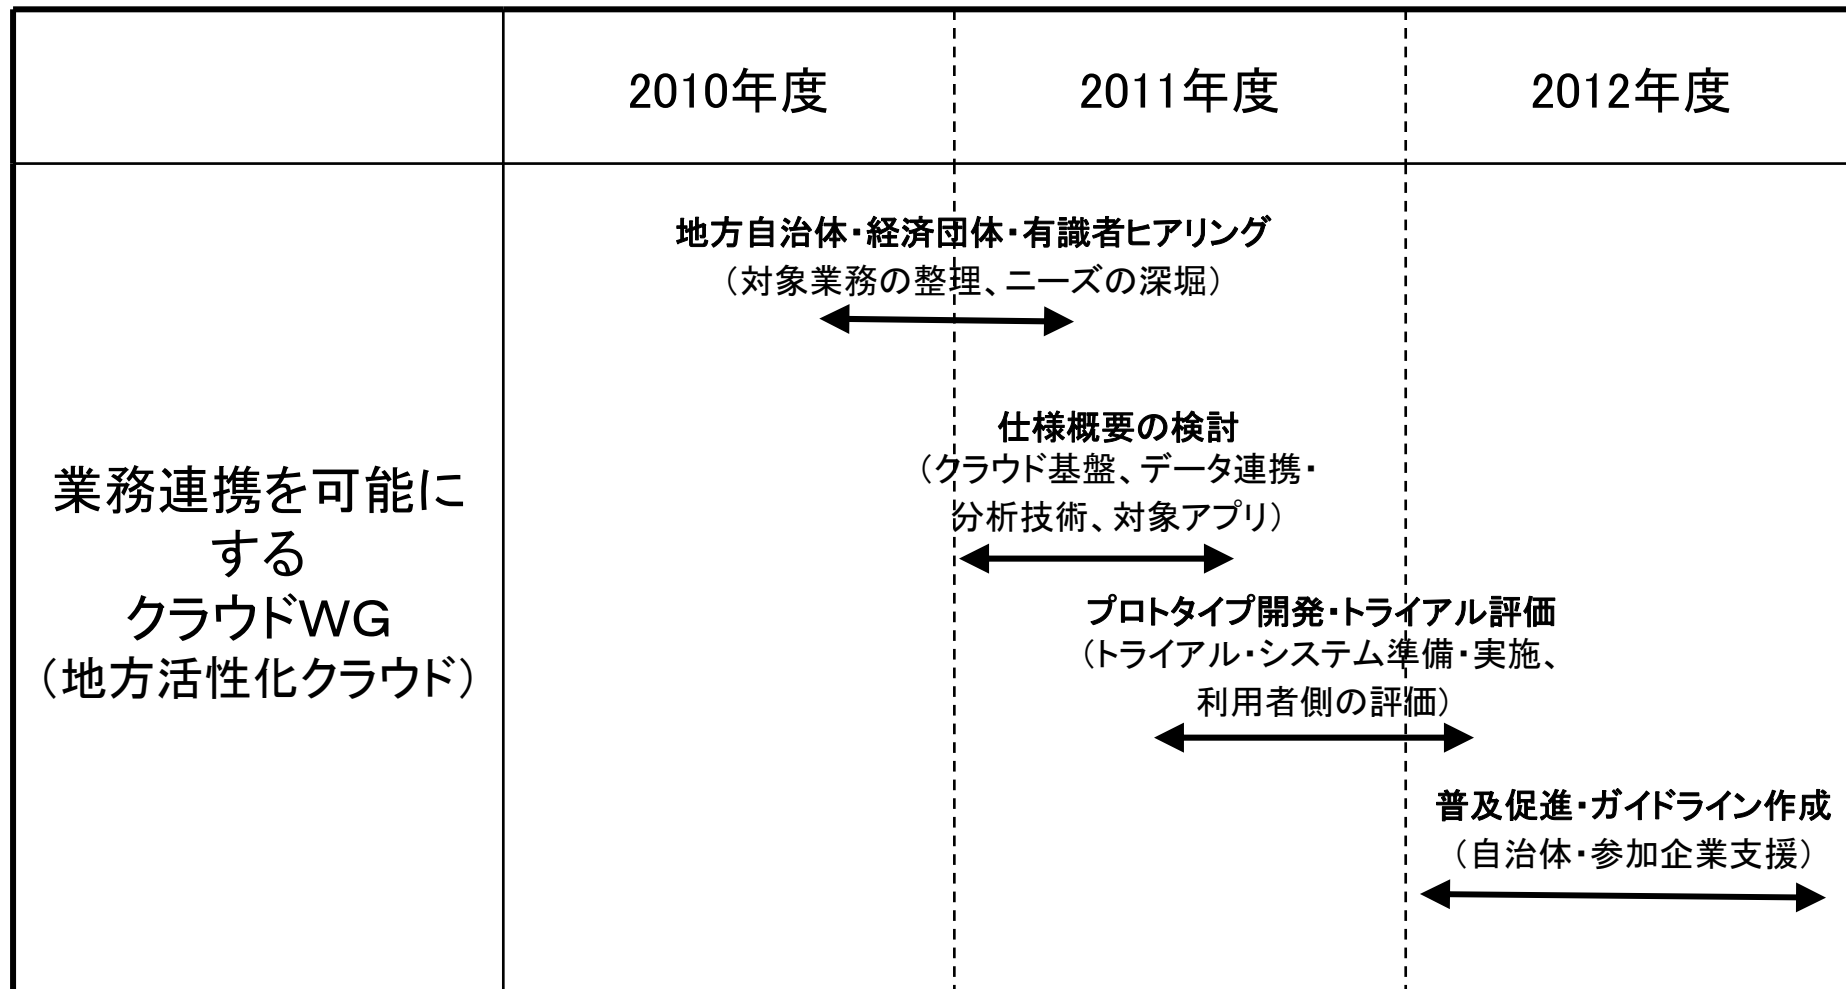 2010年度
2011年度
2012年度
業務連携を可能に
する
クラウドWG
（地方活性化クラウド）
地方自治体・経済団体・有識者ヒアリング
（対象業務の整理、ニーズの深堀）
仕様概要の検討
（クラウド基盤、データ連携・
分析技術、対象アプリ）
プロトタイプ開発・トライアル評価
（トライアル・システム準備・実施、
利用者側の評価）
普及促進・ガイドライン作成
（自治体・参加企業支援）